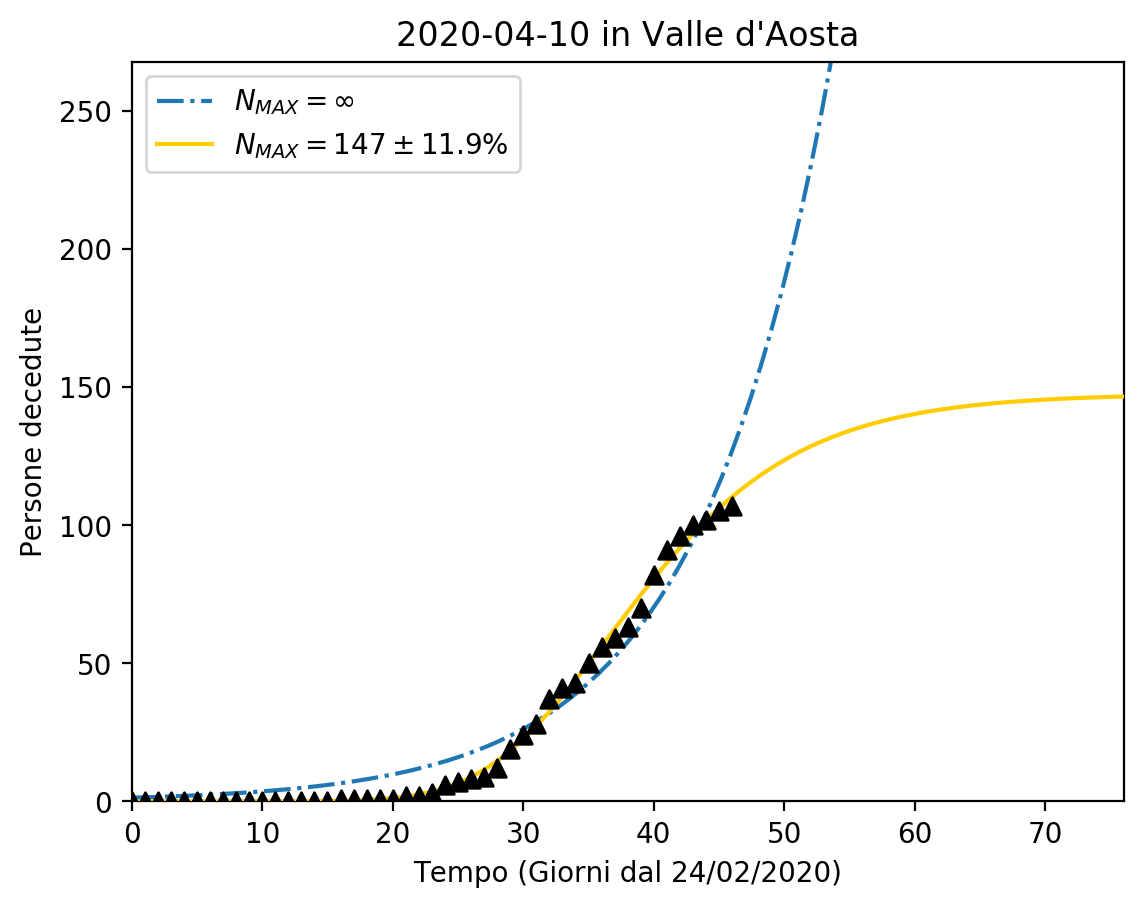 2020-04-10 in Valle d'Aosta
N_MAX = ∞
N_MAX = 147 ± 11.9%
Persone decedute
250
200
150
100
50
0
0 10 20 30 40 50 60 70
Tempo (Giorni dal 24/02/2020)